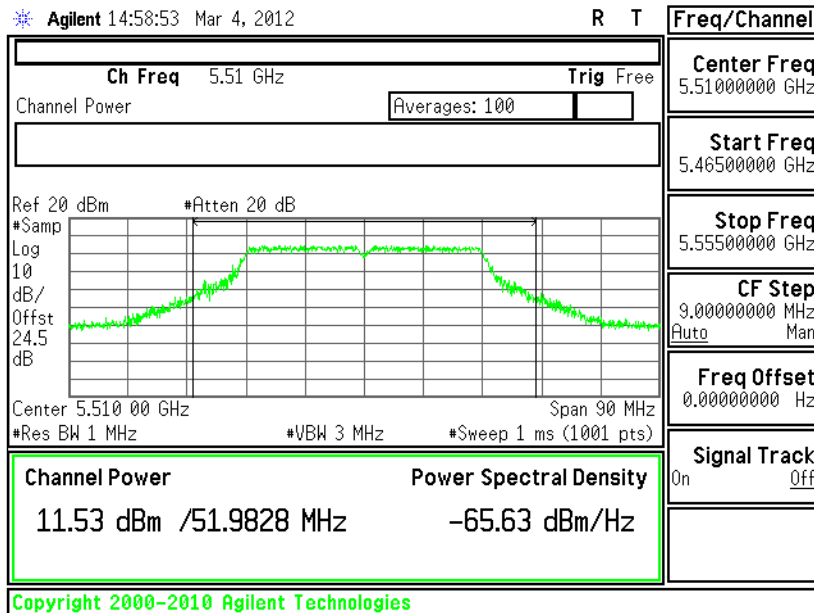 Agilent 14:58:53 Mar 4, 2012 R T
Ch Freq 5.51 GHz Trig Free
Channel Power Averages: 100
Ref 20 dBm #Atten 20 dB
#Samp
Log
10
dB/
Offst
24.5
dB
Center 5.510 00 GHz Span 90 MHz
#Res BW 1 MHz #VBW 3 MHz #Sweep 1 ms (1001 pts)
Channel Power Power Spectral Density
11.53 dBm /51.9828 MHz -65.63 dBm/Hz
Copyright 2000-2010 Agilent Technologies
Freq/Channel
Center Freq
5.51000000 GHz
Start Freq
5.46500000 GHz
Stop Freq
5.55500000 GHz
CF Step
9.00000000 MHz
Auto Man
Freq Offset
0.00000000 Hz
Signal Track
On Off